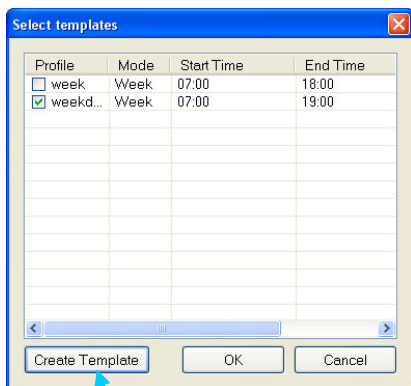 Select templates
Profile Mode Start Time End Time
week Week 07:00 18:00
weekd... Week 07:00 19:00
Create Template OK Cancel